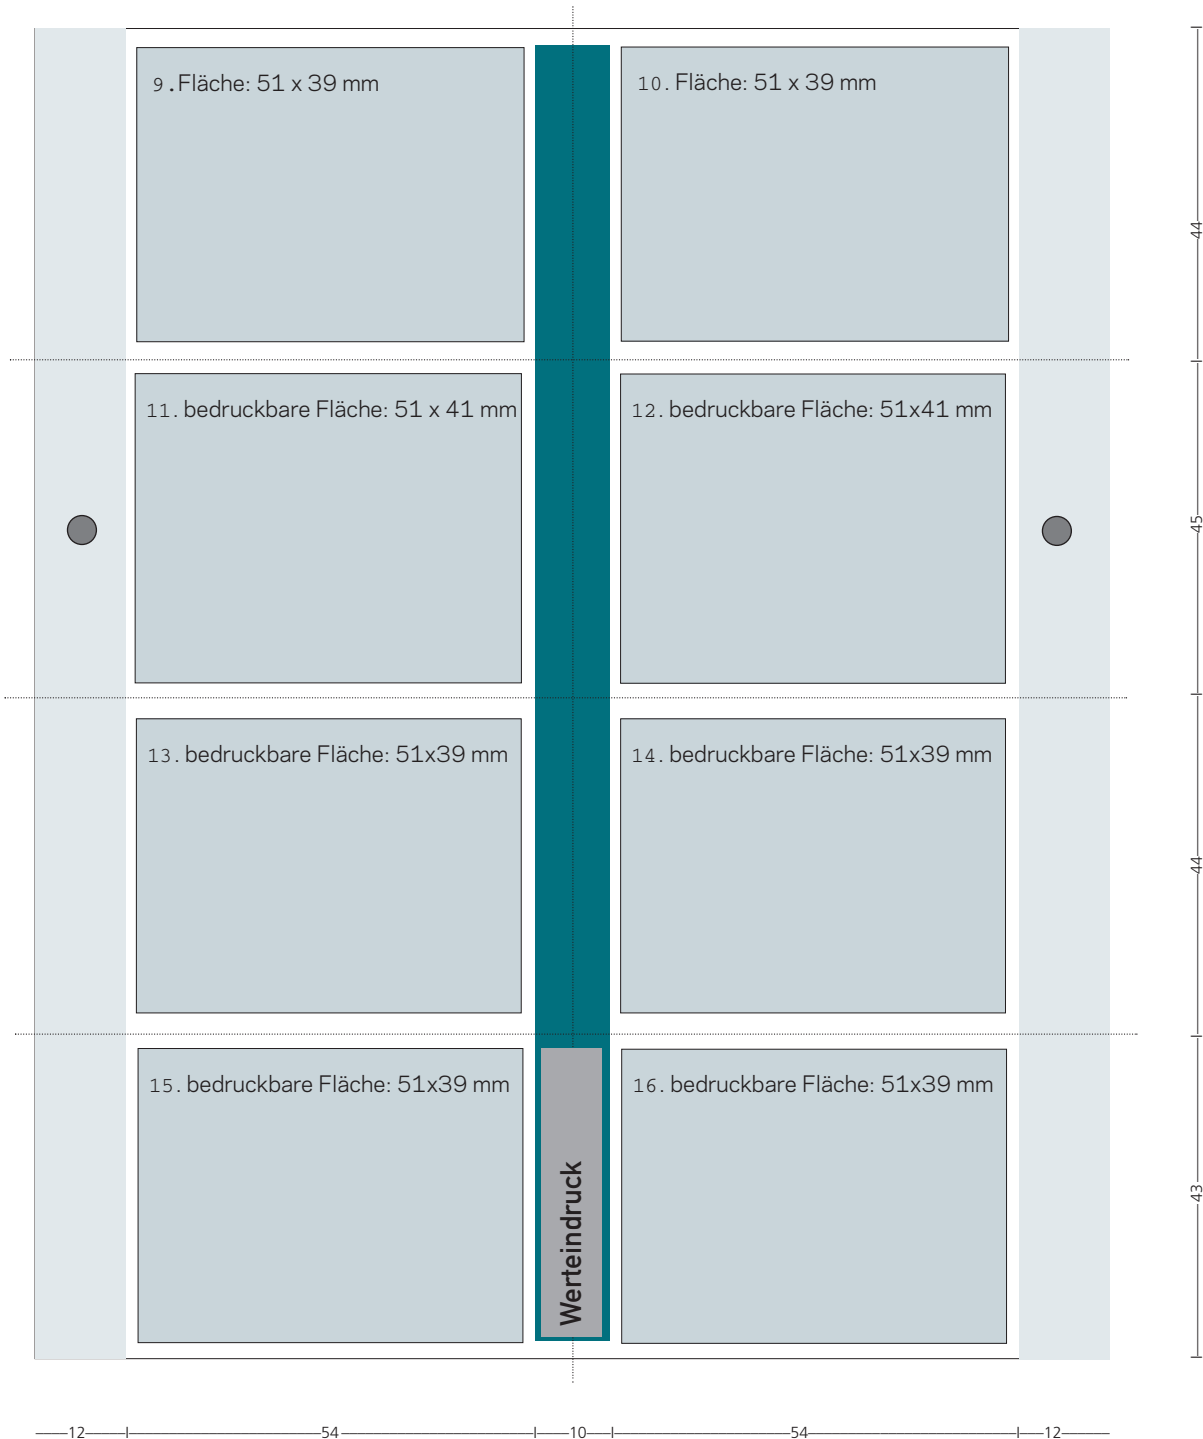 9.Fläche: 51 x 39 mm
10. Fläche: 51 x 39 mm
44
11. bedruckbare Fläche: 51 x 41 mm
12. bedruckbare Fläche: 51x41 mm
45
13. bedruckbare Fläche: 51x39 mm
14. bedruckbare Fläche: 51x39 mm
44
15. bedruckbare Fläche: 51x39 mm
16. bedruckbare Fläche: 51x39 mm
Werteindruck
43
12
54
10
54
12